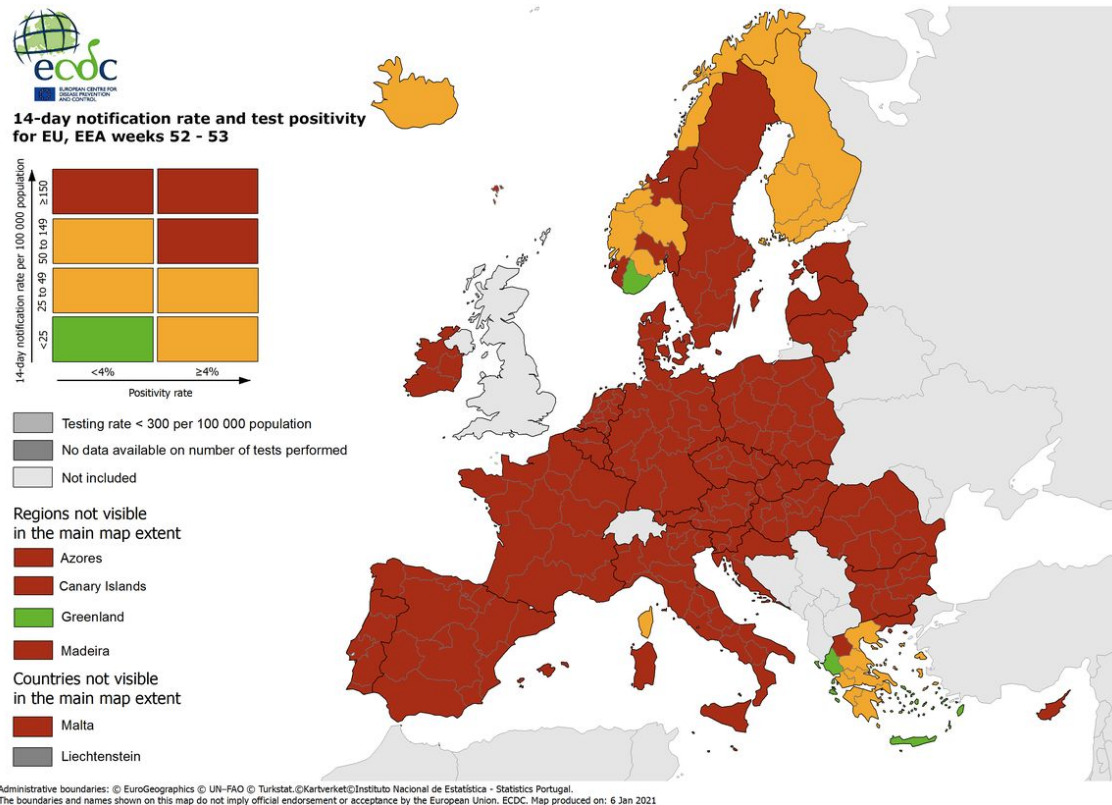 ecdc
EUROPEAN CENTRE FOR
DISEASE PREVENTION
AND CONTROL
14-day notification rate and test positivity
for EU, EEA weeks 52 - 53
14-day notification rate per 100 000 population
≥150
50 to 149
25 to 49
<25
<4%
≥4%
Positivity rate
Testing rate < 300 per 100 000 population
No data available on number of tests performed
Not included
Regions not visible
in the main map extent
Azores
Canary Islands
Greenland
Madeira
Countries not visible
in the main map extent
Malta
Liechtenstein
Administrative boundaries: © EuroGeographics © UN–FAO © Turkstat.©Kartverket©Instituto Nacional de Estatística - Statistics Portugal.
The boundaries and names shown on this map do not imply official endorsement or acceptance by the European Union. ECDC. Map produced on: 6 Jan 2021